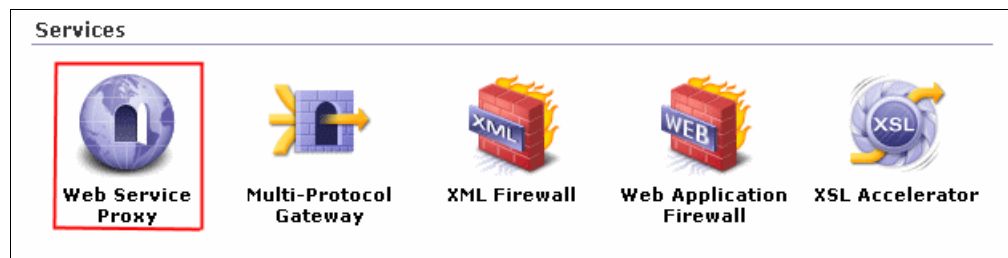 Services
XML
WEB
XSL
Web Service
Proxy
Multi-Protocol
Gateway
XML Firewall
Web Application
Firewall
XSL Accelerator